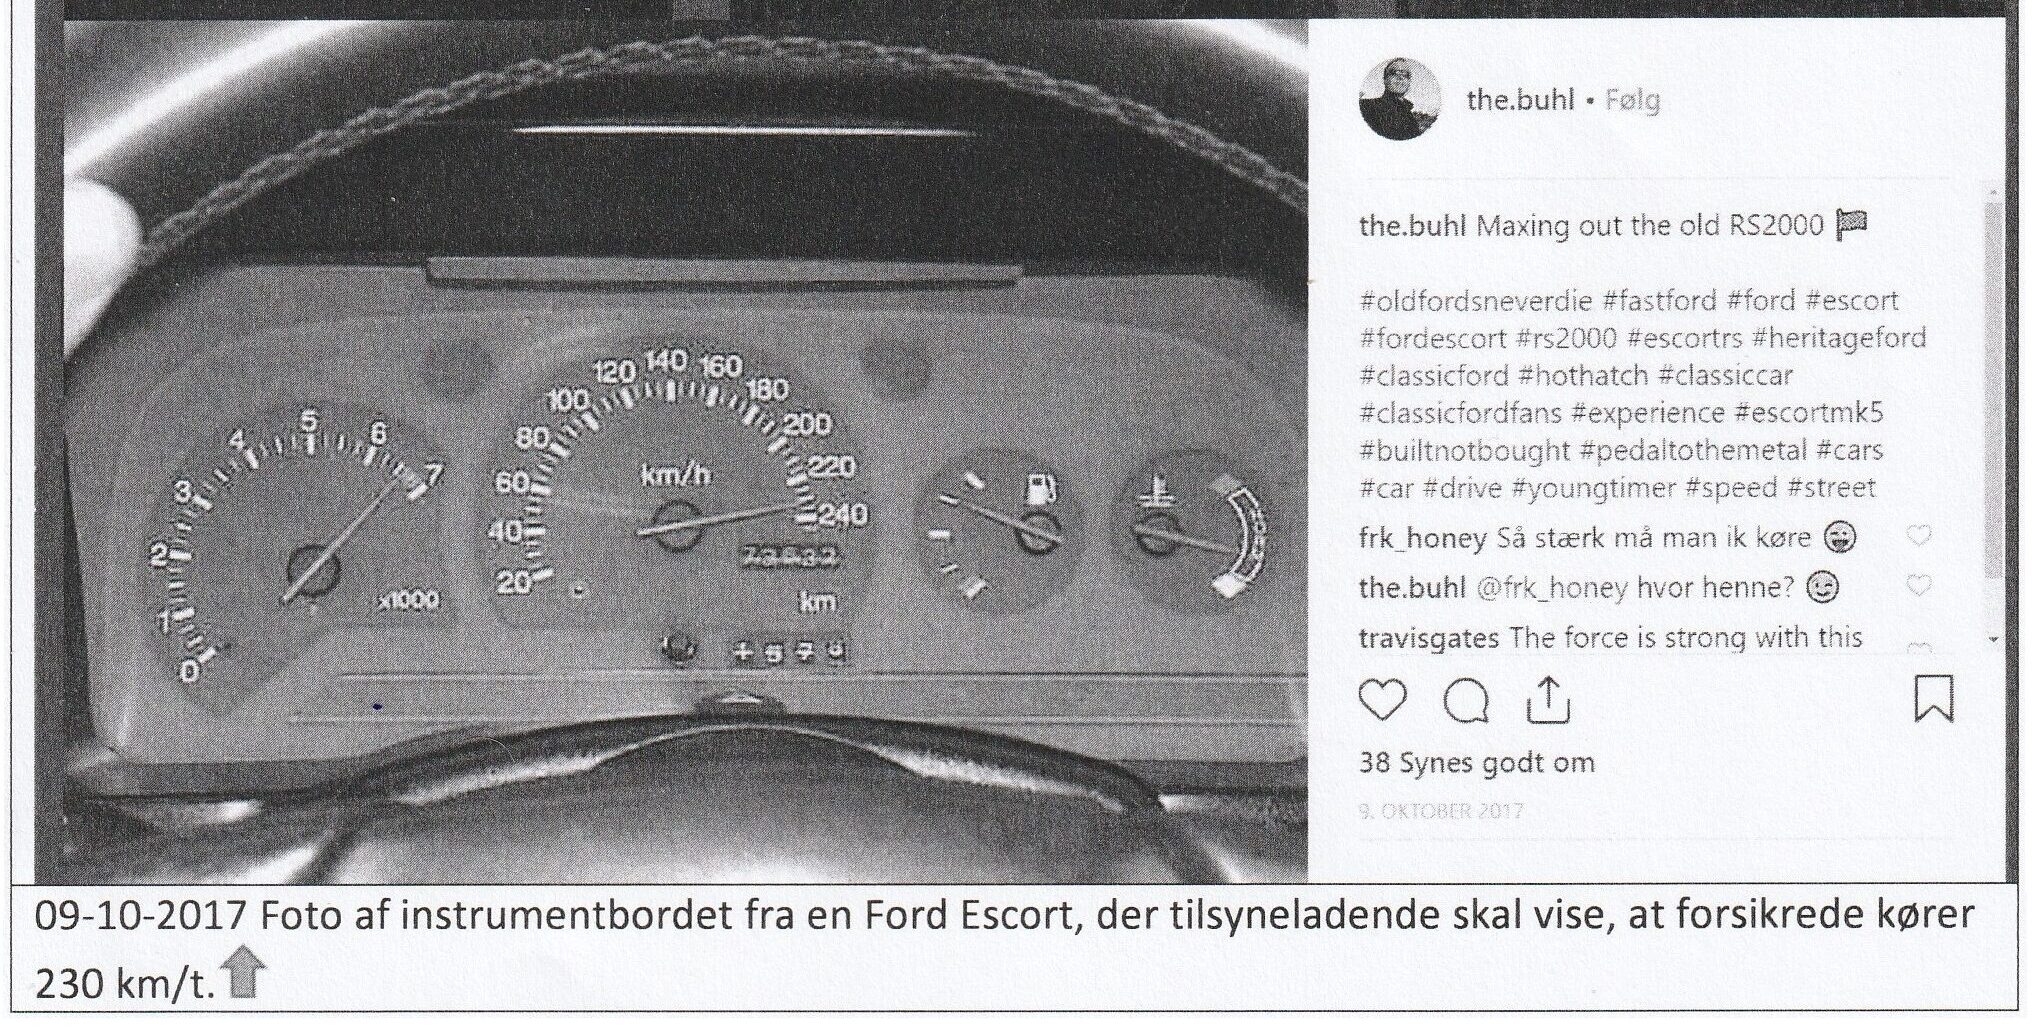 the.buhl • Følg
the.buhl Maxing out the old RS2000
#oldfordsneverdie #fastford #ford #escort
#fordescort #rs2000 #escortrs #heritageford
#classicford #hothatch #classiccar
#classicfordfans #experience #escortmk5
#builtnotbought #pedaltothemetal #cars
#car #drive #youngtimer #speed #street
frk_honey Så stærk må man ik køre
the.buhl @frk_honey hvor henne?
travisgates The force is strong with this
38 Synes godt om
9. OKTOBER 2017
0 1 2 3 4 5 6 7
x1000
20 40 60 80 100 120 140 160 180 200 220 240
km/h
km
09-10-2017 Foto af instrumentbordet fra en Ford Escort, der tilsyneladende skal vise, at forsikrede kører
230 km/t.